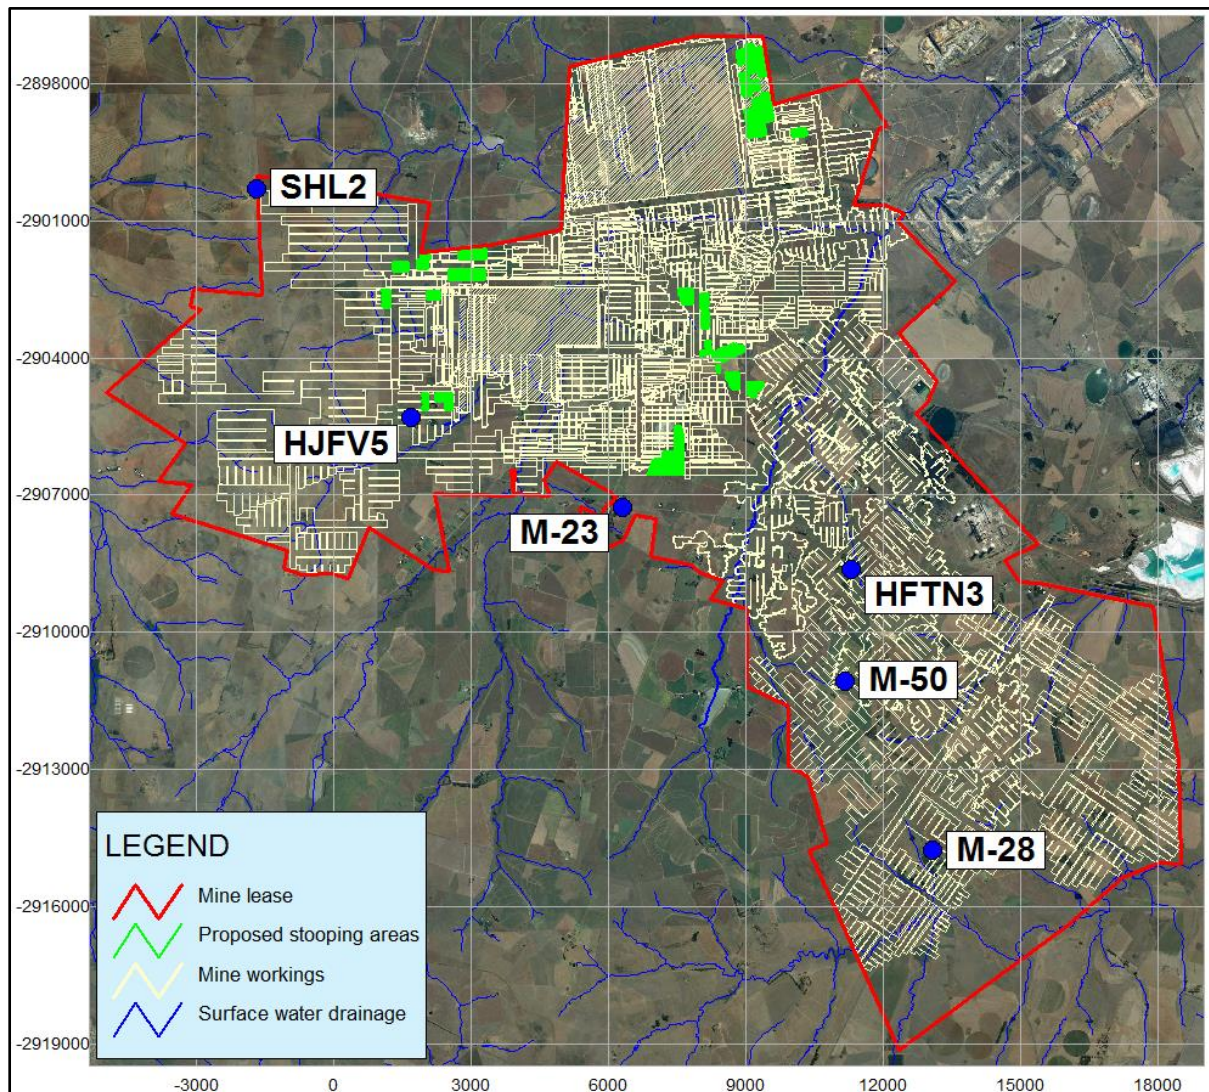 -2898000
SHL2
-2901000
-2904000
HJFV5
-2907000
M-23
HFTN3
-2910000
M-50
-2913000
LEGEND
M-28
Mine lease
-2916000
Proposed stooping areas
Mine workings
Surface water drainage
-2919000
-3000 0 3000 6000 9000 12000 15000 18000